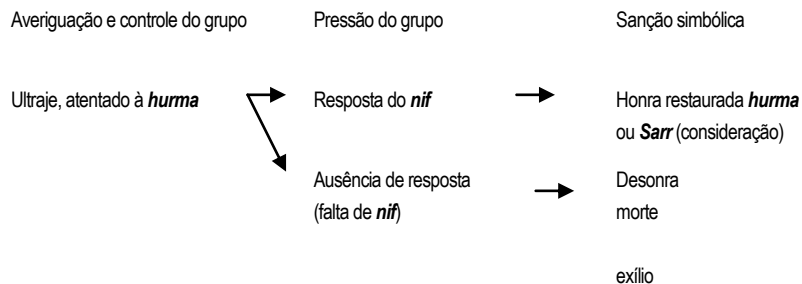 Averiguação e controle do grupo
Pressão do grupo
Sanção simbólica
Ultraje, atentado à hurma
Resposta do nif
Honra restaurada hurma
ou Sarr (consideração)
Ausência de resposta
(falta de nif)
Desonra
morte
exílio